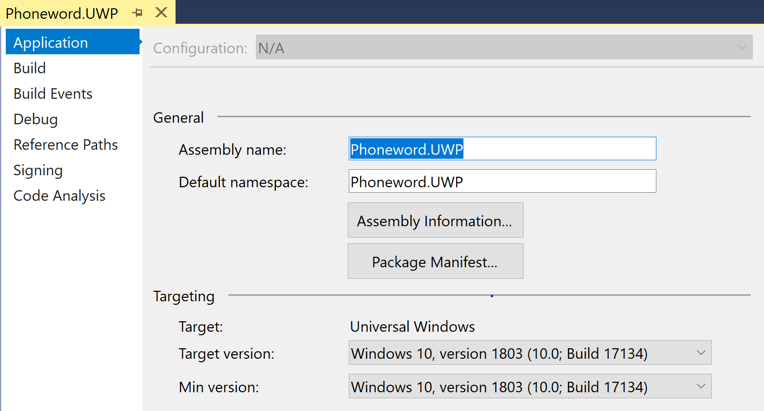 Phoneword.UWP
Application
Build
Build Events
Debug
Reference Paths
Signing
Code Analysis
Configuration: N/A
General
Assembly name: Phoneword.UWP
Default namespace: Phoneword.UWP
Assembly Information...
Package Manifest...
Targeting
Target: Universal Windows
Target version: Windows 10, version 1803 (10.0; Build 17134)
Min version: Windows 10, version 1803 (10.0; Build 17134)